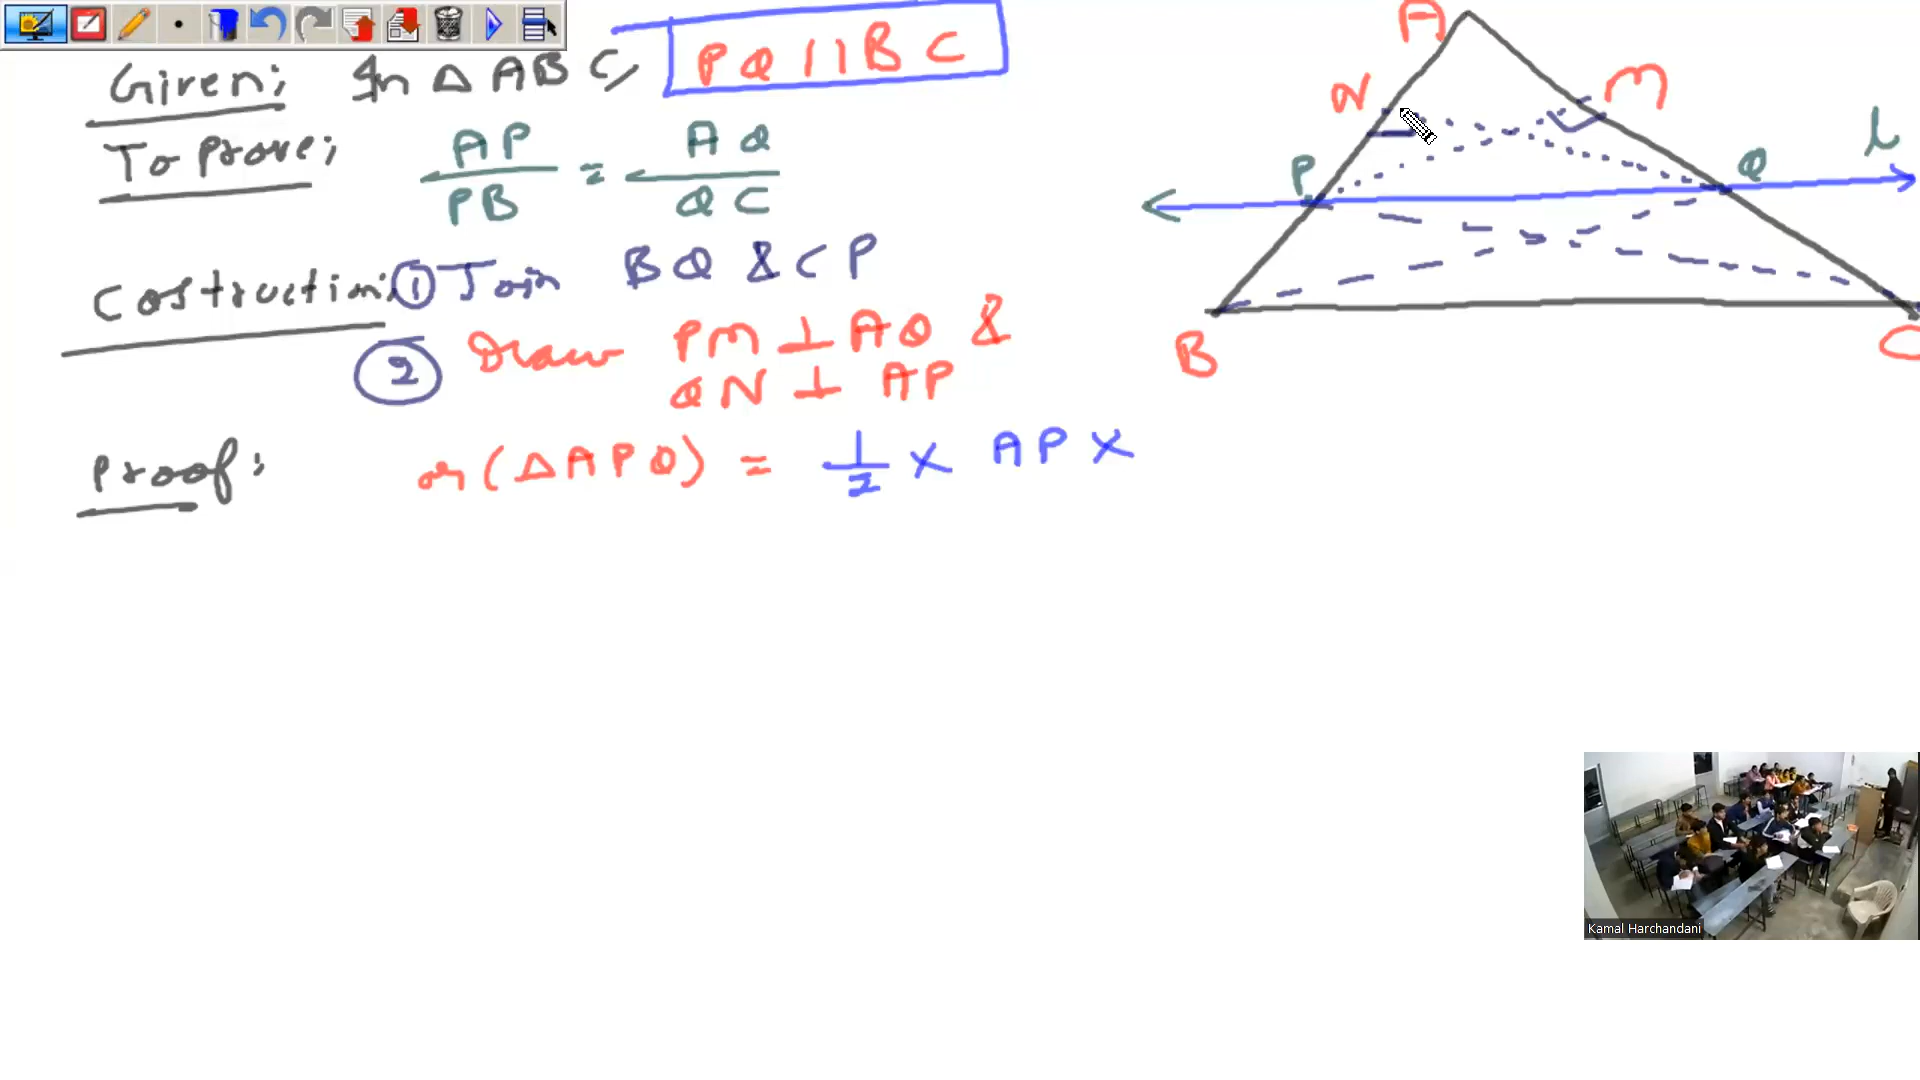 Given; In Δ ABC, PQ || BC
To Prove; AP/PB = AQ/QC
Costruction; ① Join BQ & CP
② Draw PM ⊥ AQ &
QN ⊥ AP
Proof: ar (Δ APQ) = 1/2 × AP ×
A
N
M
P
Q
l
B
C
Kamal Harchandani